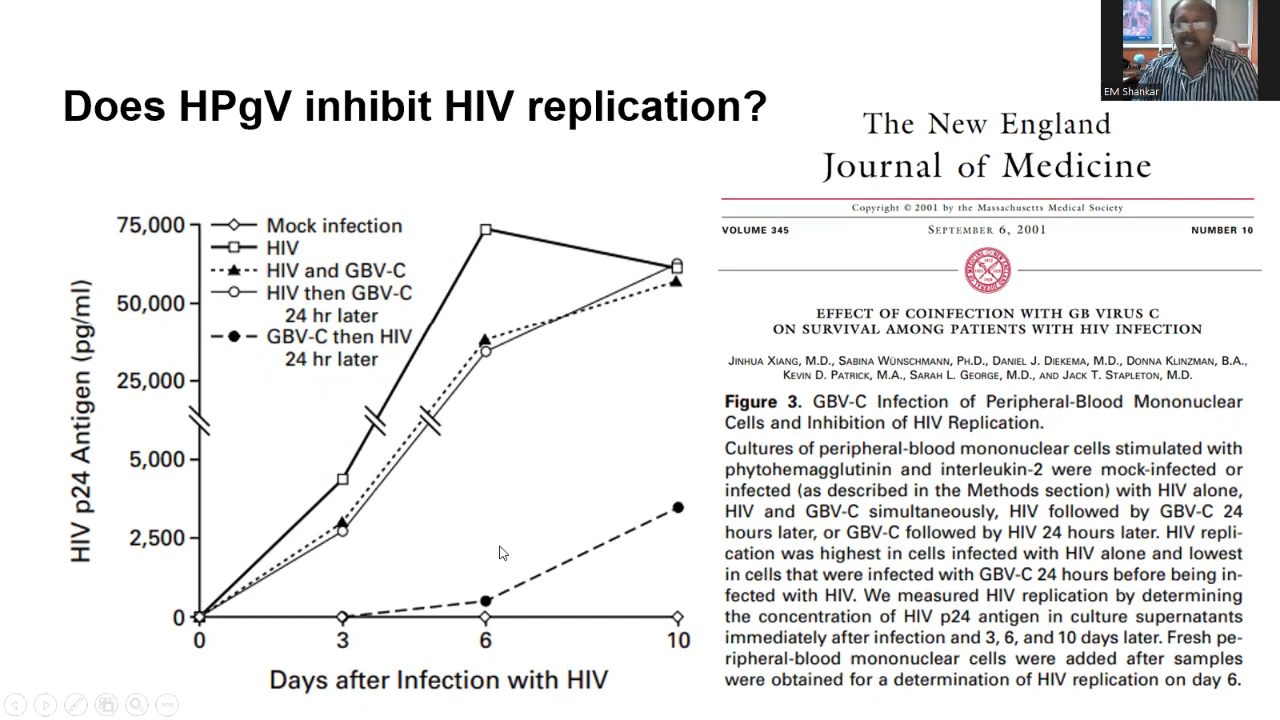 EM Shankar
Does HPgV inhibit HIV replication?
The New England
Journal of Medicine
Copyright © 2001 by the Massachusetts Medical Society
VOLUME 345
SEPTEMBER 6, 2001
NUMBER 10
EFFECT OF COINFECTION WITH GB VIRUS C
ON SURVIVAL AMONG PATIENTS WITH HIV INFECTION
JINHUA XIANG, M.D., SABINA WÜNSCHMANN, PH.D., DANIEL J. DIEKEMA, M.D., DONNA KLINZMAN, B.A.,
KEVIN D. PATRICK, M.A., SARAH L. GEORGE, M.D., AND JACK T. STAPLETON, M.D.
Figure 3. GBV-C Infection of Peripheral-Blood Mononuclear
Cells and Inhibition of HIV Replication.
Cultures of peripheral-blood mononuclear cells stimulated with
phytohemagglutinin and interleukin-2 were mock-infected or
infected (as described in the Methods section) with HIV alone,
HIV and GBV-C simultaneously, HIV followed by GBV-C 24
hours later, or GBV-C followed by HIV 24 hours later. HIV repli-
cation was highest in cells infected with HIV alone and lowest
in cells that were infected with GBV-C 24 hours before being in-
fected with HIV. We measured HIV replication by determining
the concentration of HIV p24 antigen in culture supernatants
immediately after infection and 3, 6, and 10 days later. Fresh pe-
ripheral-blood mononuclear cells were added after samples
were obtained for a determination of HIV replication on day 6.
HIV p24 Antigen (pg/ml)
75,000
50,000
25,000
5,000
2,500
0
Mock infection
HIV
HIV and GBV-C
HIV then GBV-C
24 hr later
GBV-C then HIV
24 hr later
0 3 6 10
Days after Infection with HIV